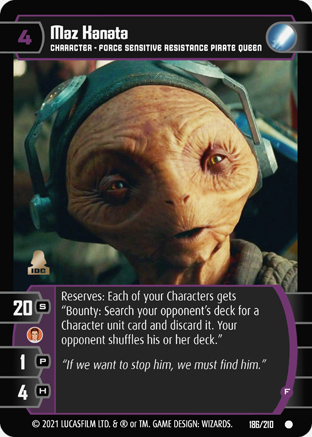 4
Maz Kanata
CHARACTER - FORCE SENSITIVE RESISTANCE PIRATE QUEEN
IDC
20 S
1 P
4 H
Reserves: Each of your Characters gets
“Bounty: Search your opponent’s deck for a
Character unit card and discard it. Your
opponent shuffles his or her deck.”
“If we want to stop him, we must find him.”
F
© 2021 LUCASFILM LTD. & ® or TM. GAME DESIGN: WIZARDS.
186/210